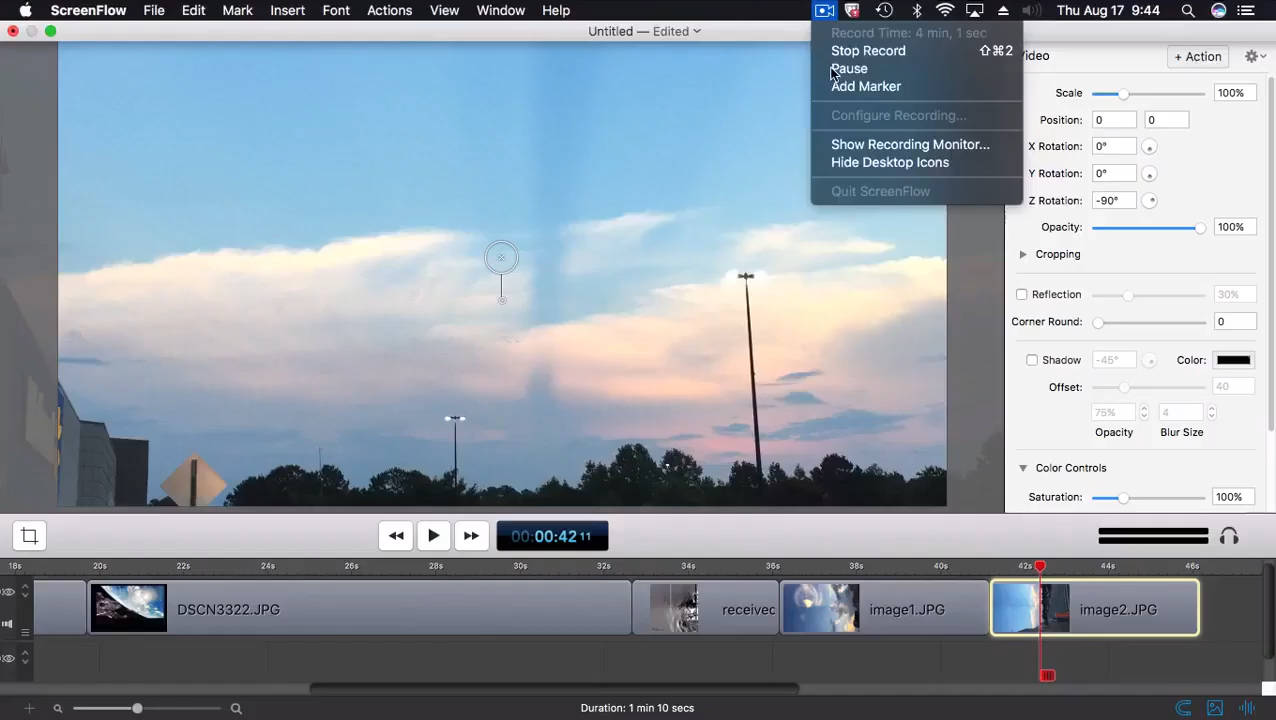 ScreenFlow File Edit Mark Insert Font Actions View Window Help Thu Aug 17 9:44
Untitled — Edited
Record Time: 4 min, 1 sec
Stop Record ⇧⌘2
Pause
Add Marker
Configure Recording...
Show Recording Monitor...
Hide Desktop Icons
Quit ScreenFlow
Video
+ Action
Scale 100%
Position: 0 0
X Rotation: 0°
Y Rotation: 0°
Z Rotation: -90°
Opacity: 100%
Cropping
Reflection 30%
Corner Round: 0
Shadow -45° Color:
Offset: 40
75% 4
Opacity Blur Size
Color Controls
Saturation: 100%
00:00:42 11
18s 20s 22s 24s 26s 28s 30s 32s 34s 36s 38s 40s 42s 44s 46s
DSCN3322.JPG received image1.JPG image2.JPG
Duration: 1 min 10 secs